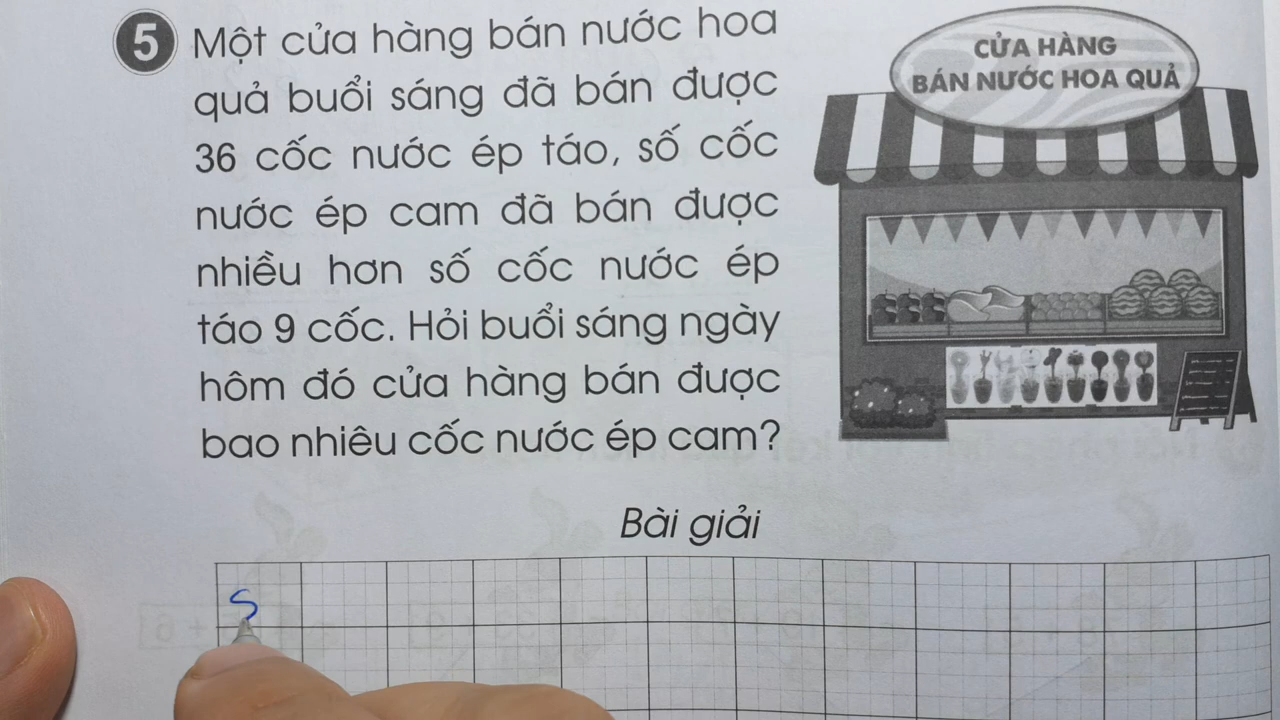 5 Một cửa hàng bán nước hoa
quả buổi sáng đã bán được
36 cốc nước ép táo, số cốc
nước ép cam đã bán được
nhiều hơn số cốc nước ép
táo 9 cốc. Hỏi buổi sáng ngày
hôm đó cửa hàng bán được
bao nhiêu cốc nước ép cam?
CỬA HÀNG
BÁN NƯỚC HOA QUẢ
Bài giải
S